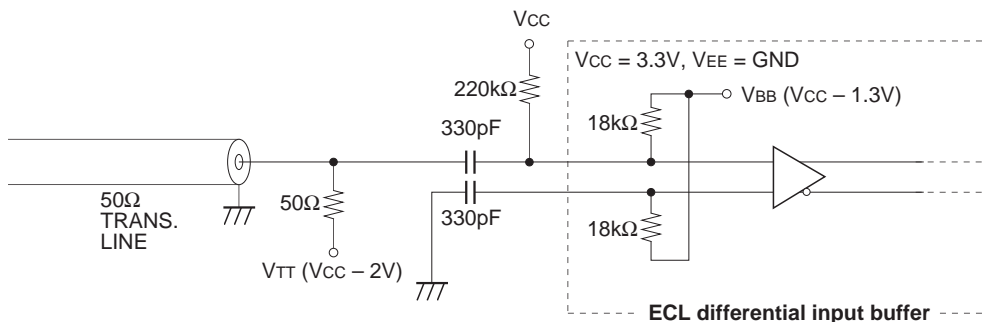 VCC
VCC = 3.3V, VEE = GND
220kΩ
VBB (VCC – 1.3V)
18kΩ
330pF
50Ω
TRANS.
LINE
50Ω
330pF
18kΩ
VTT (VCC – 2V)
ECL differential input buffer